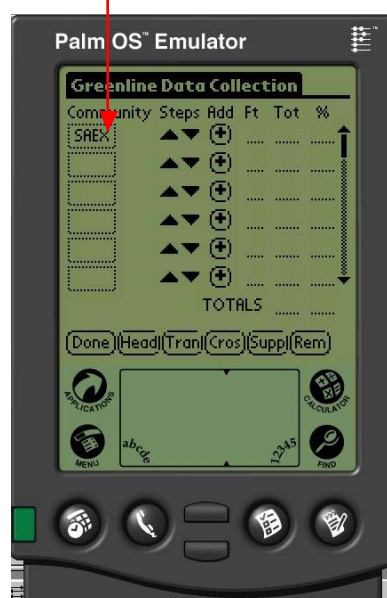 Palm OS™ Emulator
Greenline Data Collection
Community Steps Add Ft Tot %
SAEX
TOTALS
Done Head Tran Cros Suppl Rem
APPLICATIONS
CALCULATOR
MENU
abcde
12345
FIND